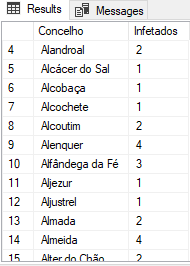 Results Messages
Concelho Infetados
4 Alandroal 2
5 Alcácer do Sal 1
6 Alcobaça 1
7 Alcochete 1
8 Alcoutim 2
9 Alenquer 4
10 Alfândega da Fé 3
11 Aljezur 1
12 Aljustrel 1
13 Almada 2
14 Almeida 4
15 Alter do Chão 2